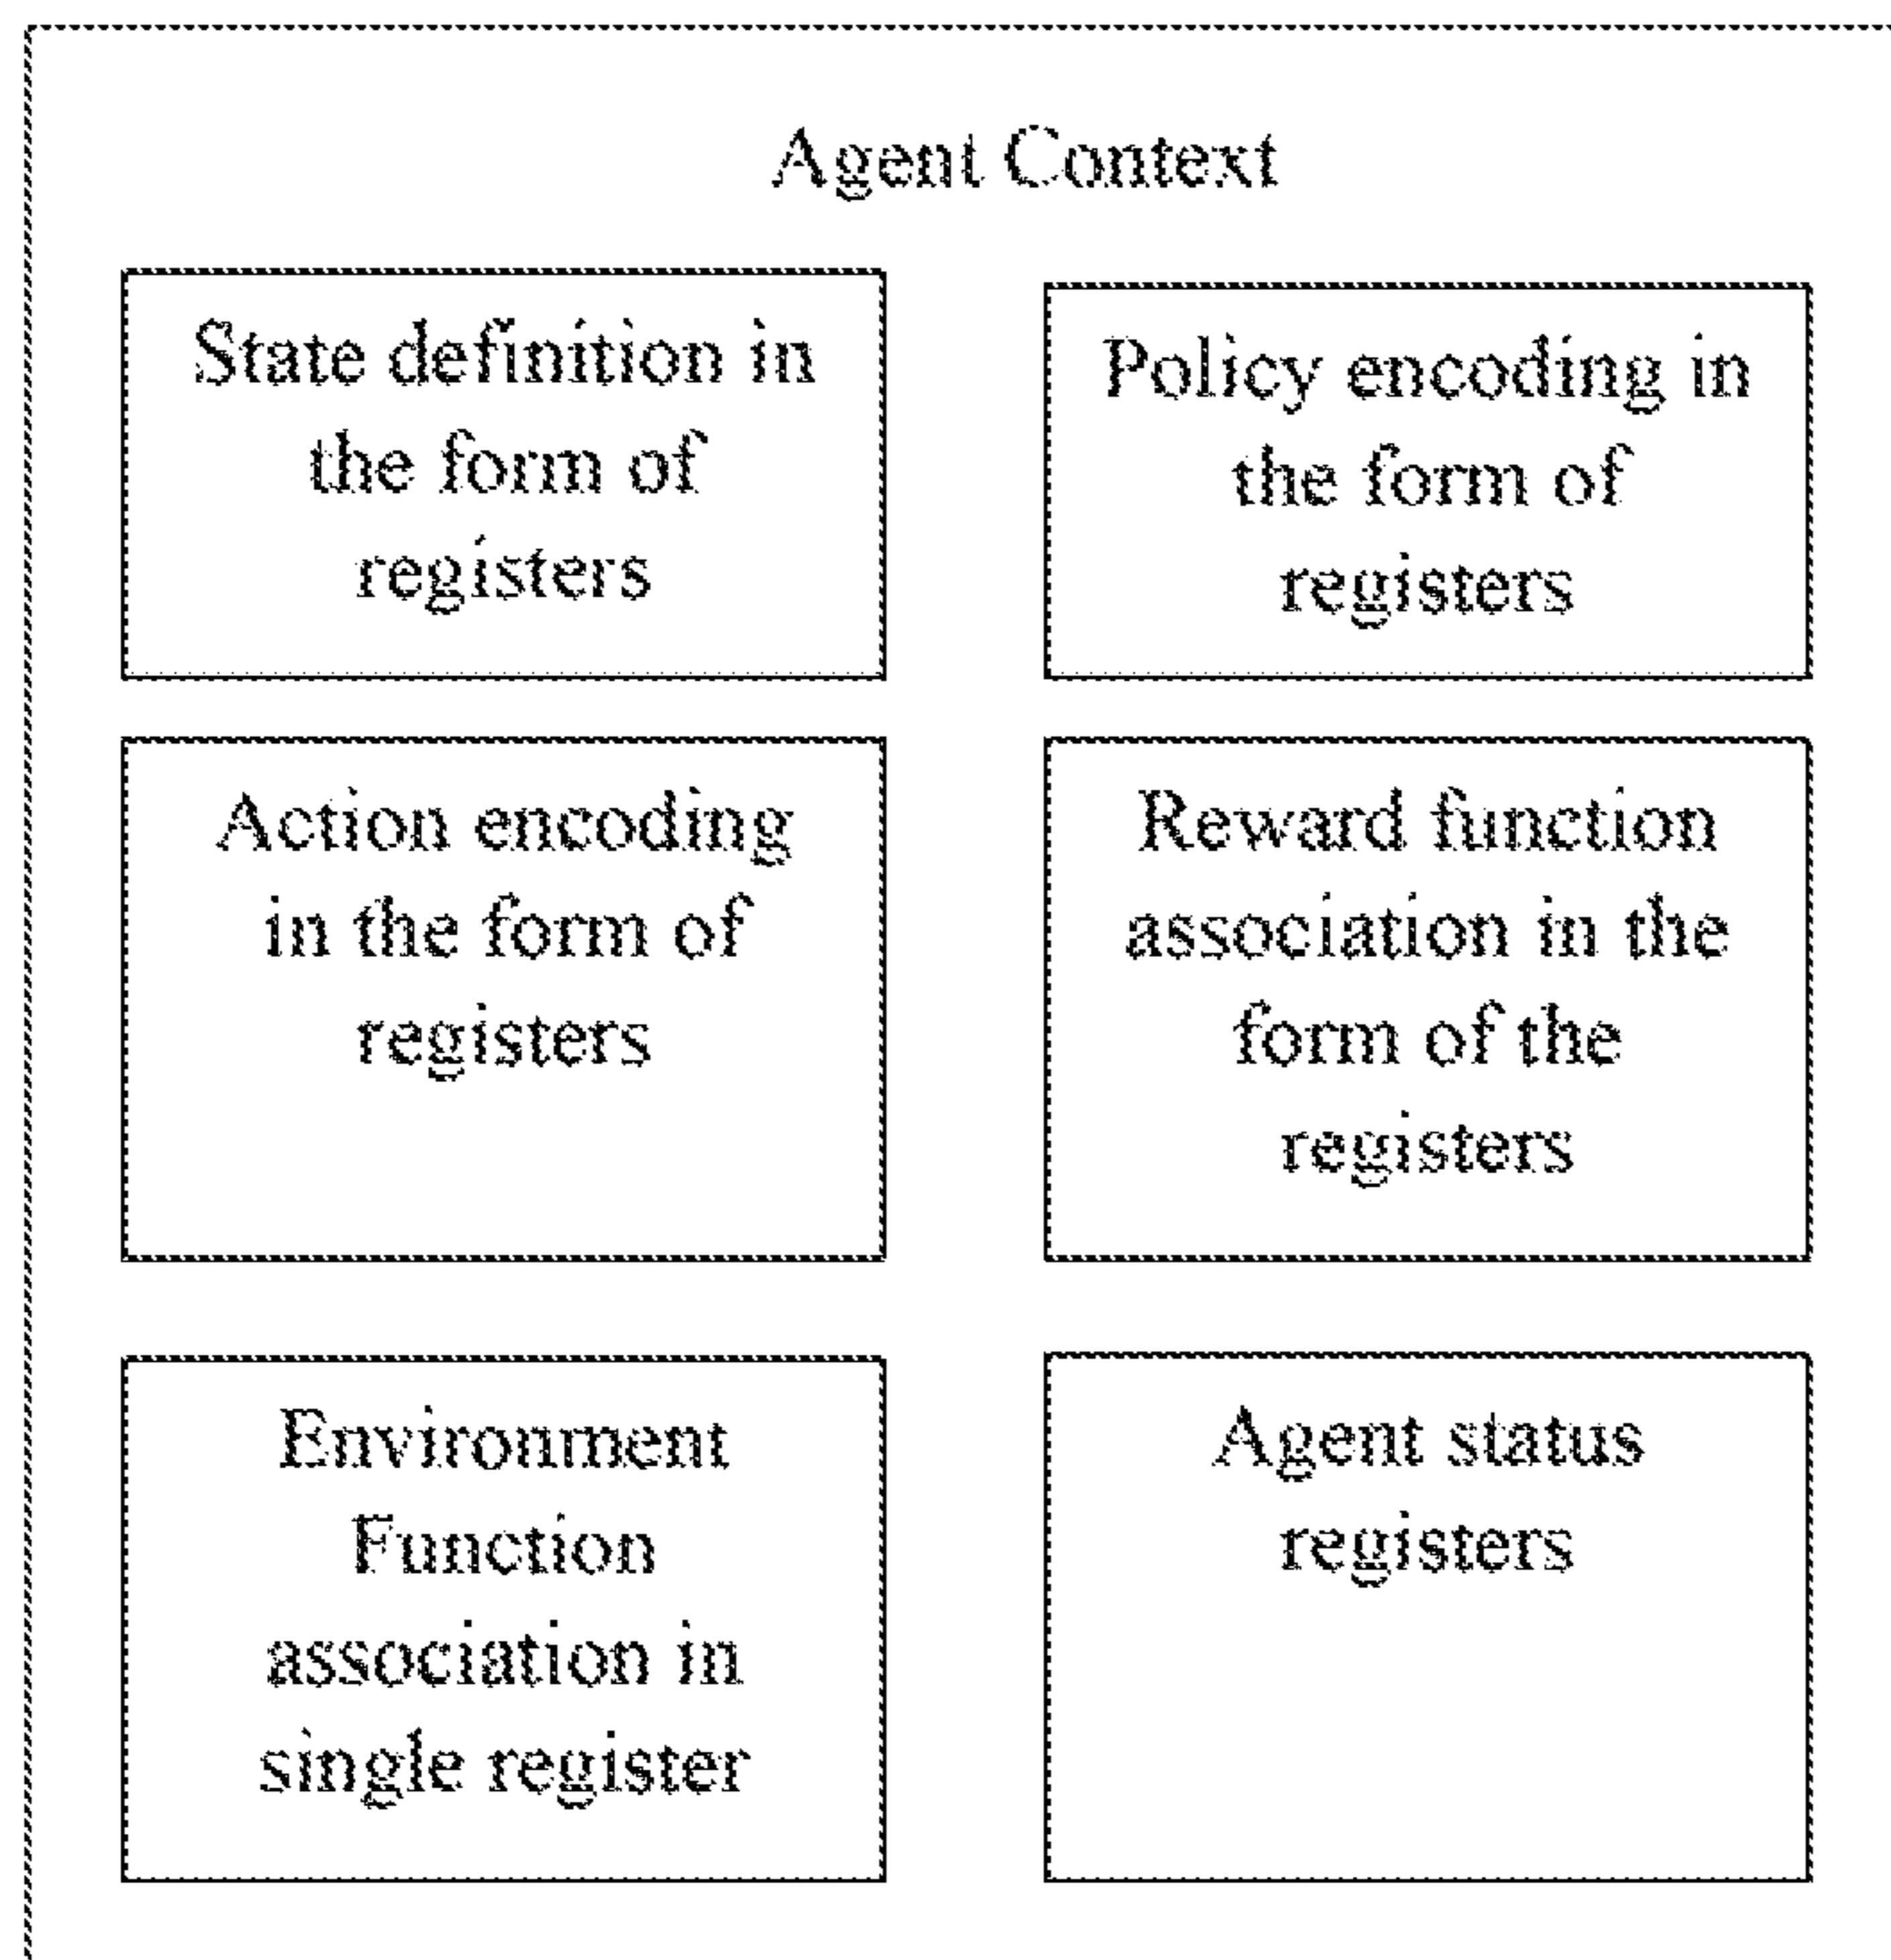 Agent Context
State definition in
the form of
registers
Policy encoding in
the form of
registers
Action encoding
in the form of
registers
Reward function
association in the
form of the
registers
Environment
Function
association in
single register
Agent status
registers